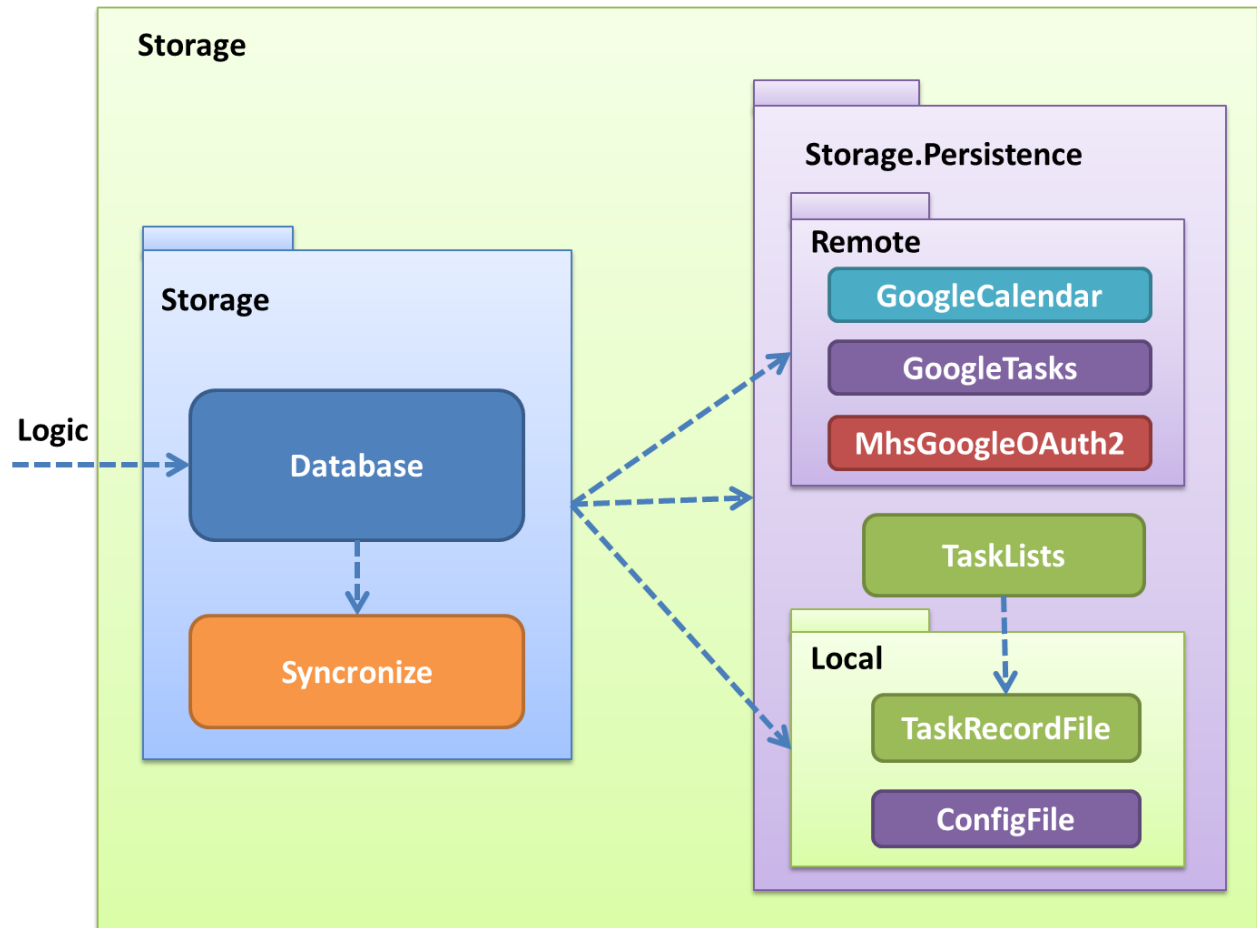 Storage
Storage.Persistence
Remote
GoogleCalendar
GoogleTasks
MhsGoogleOAuth2
Storage
Logic
Database
Syncronize
TaskLists
Local
TaskRecordFile
ConfigFile